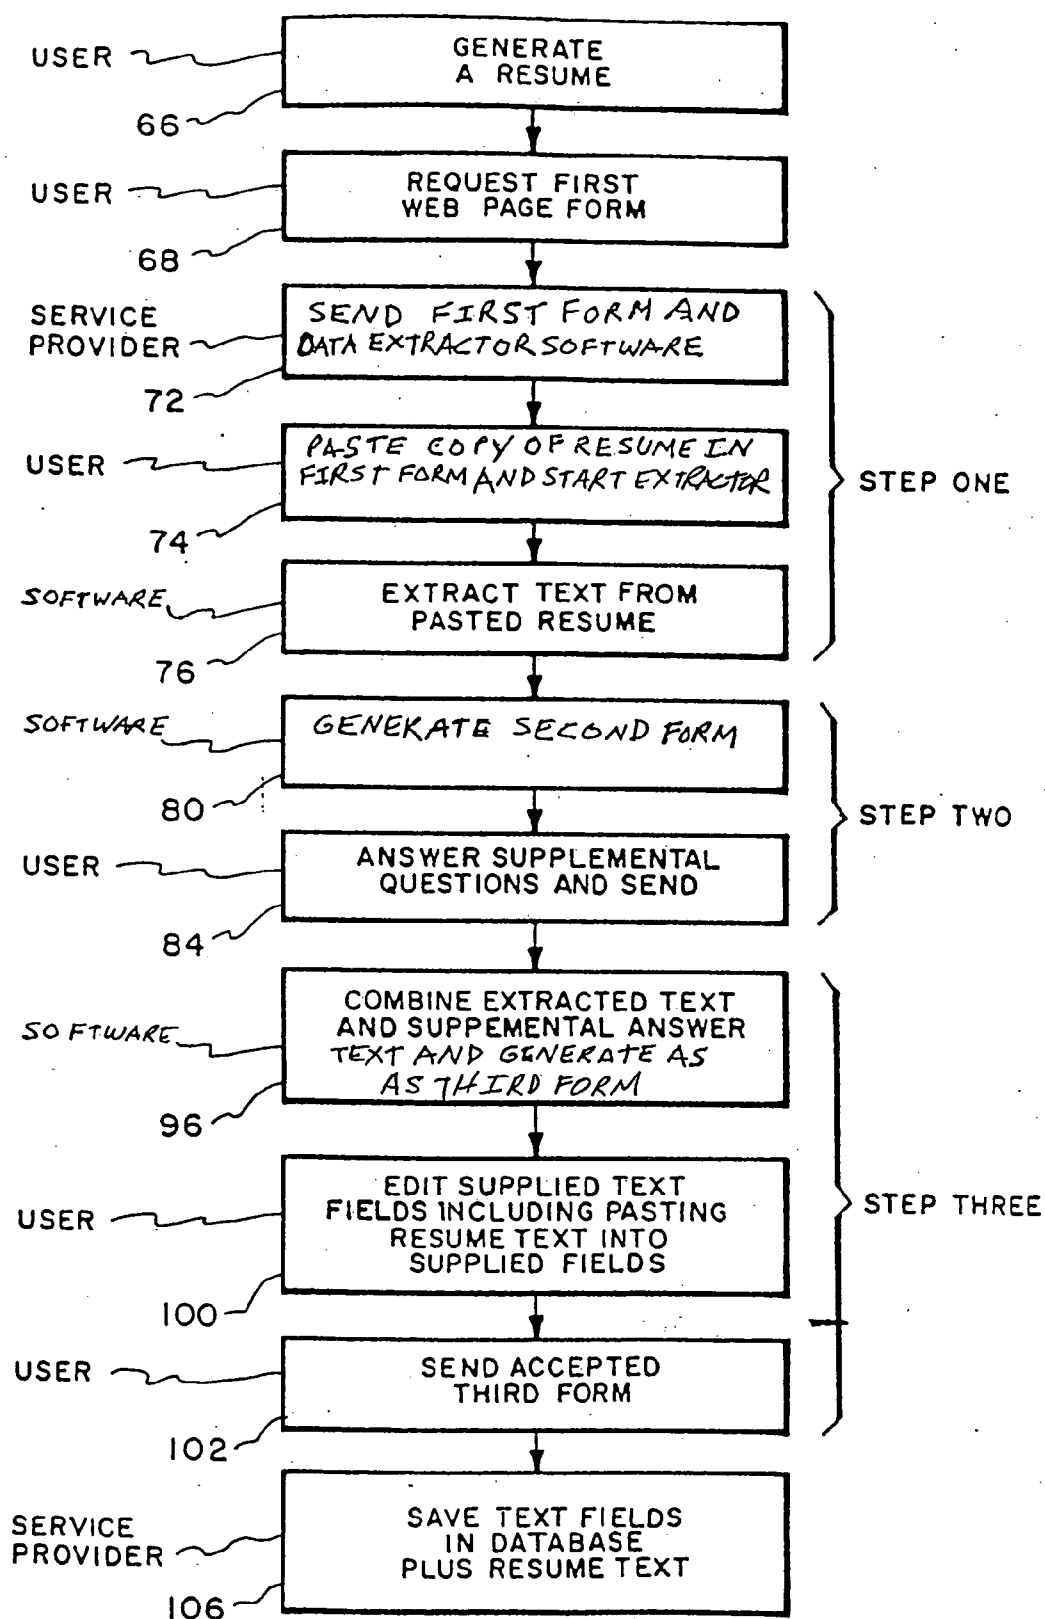 USER
GENERATE
A RESUME
66
USER
REQUEST FIRST
WEB PAGE FORM
68
SERVICE
PROVIDER
SEND FIRST FORM AND
DATA EXTRACTOR SOFTWARE
72
USER
PASTE COPY OF RESUME IN
FIRST FORM AND START EXTRACTOR
74
STEP ONE
SOFTWARE
EXTRACT TEXT FROM
PASTED RESUME
76
SOFTWARE
GENERATE SECOND FORM
80
STEP TWO
USER
ANSWER SUPPLEMENTAL
QUESTIONS AND SEND
84
SOFTWARE
COMBINE EXTRACTED TEXT
AND SUPPEMENTAL ANSWER
TEXT AND GENERATE AS
AS THIRD FORM
96
USER
EDIT SUPPLIED TEXT
FIELDS INCLUDING PASTING
RESUME TEXT INTO
SUPPLIED FIELDS
100
STEP THREE
USER
SEND ACCEPTED
THIRD FORM
102
SERVICE
PROVIDER
SAVE TEXT FIELDS
IN DATABASE
PLUS RESUME TEXT
106